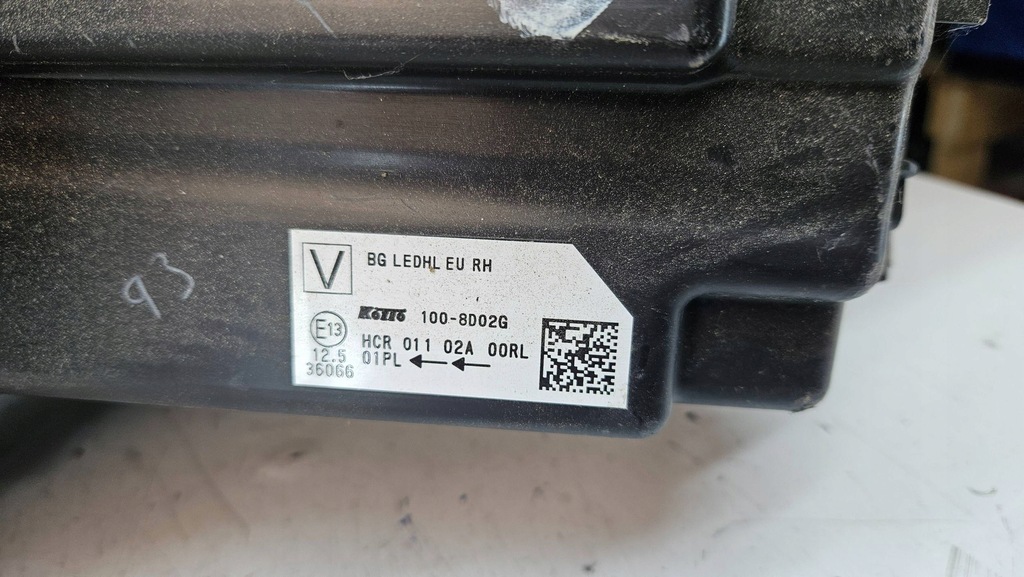 V
BG LEDHL EU RH
Koito 100-8D02G
E13
HCR 011 02A 00RL
12.5
01PL ←←
36066
93